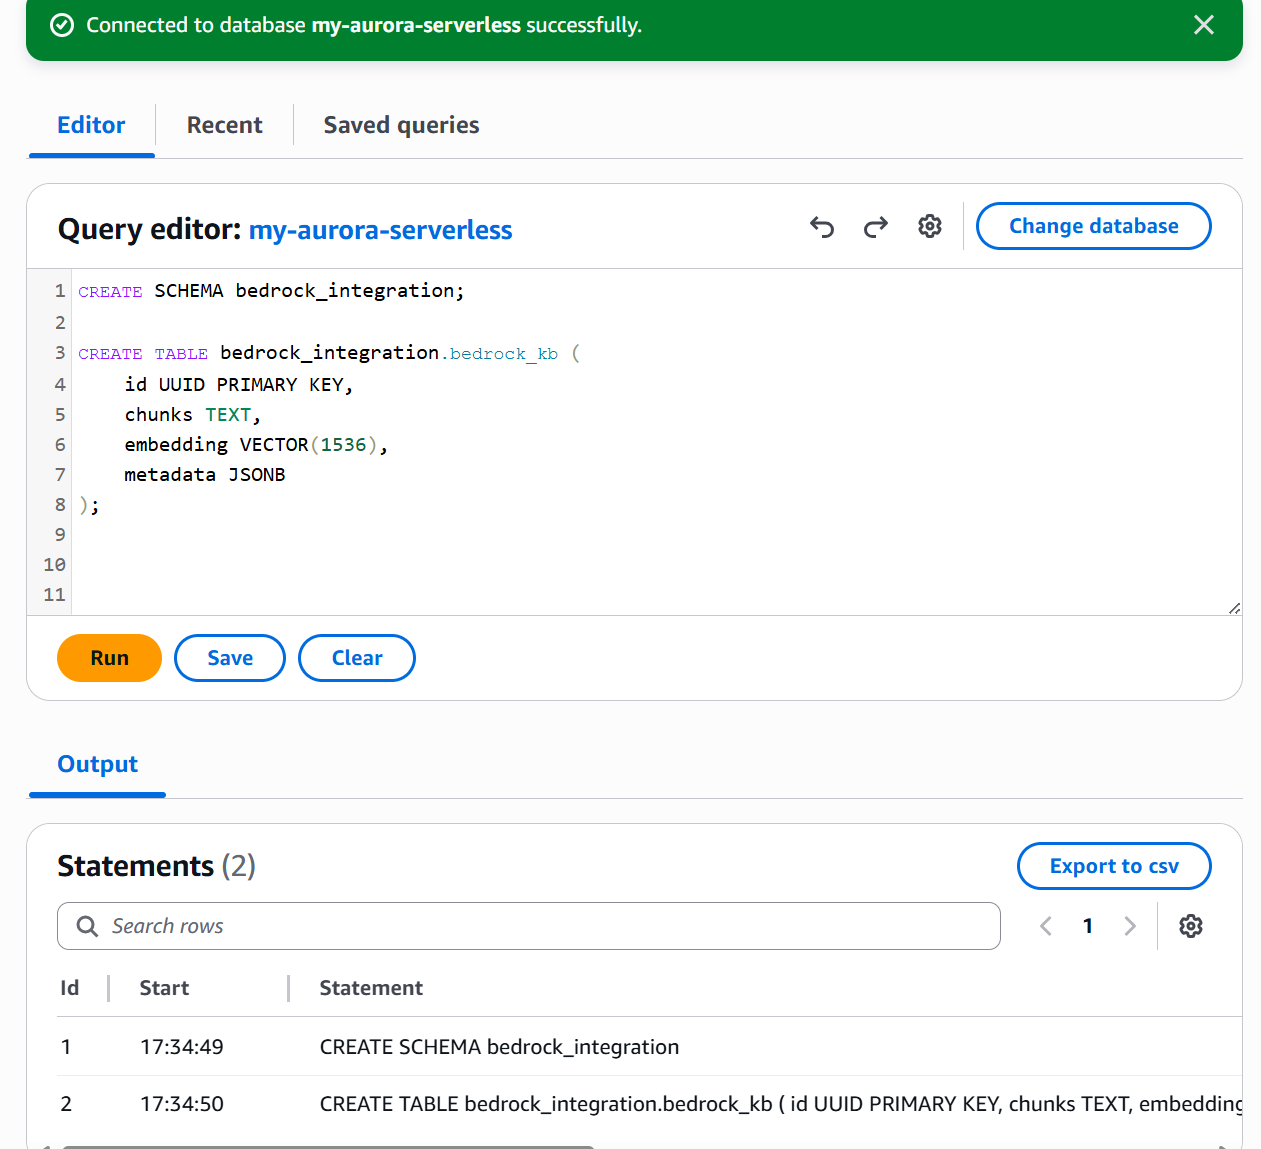 Connected to database my-aurora-serverless successfully.
Editor
Recent
Saved queries
Query editor: my-aurora-serverless
Change database
1 CREATE SCHEMA bedrock_integration;
2
3 CREATE TABLE bedrock_integration.bedrock_kb (
4     id UUID PRIMARY KEY,
5     chunks TEXT,
6     embedding VECTOR(1536),
7     metadata JSONB
8 );
9
10
11
Run
Save
Clear
Output
Statements (2)
Export to csv
Search rows
1
Id
Start
Statement
1 17:34:49 CREATE SCHEMA bedrock_integration
2 17:34:50 CREATE TABLE bedrock_integration.bedrock_kb ( id UUID PRIMARY KEY, chunks TEXT, embedding